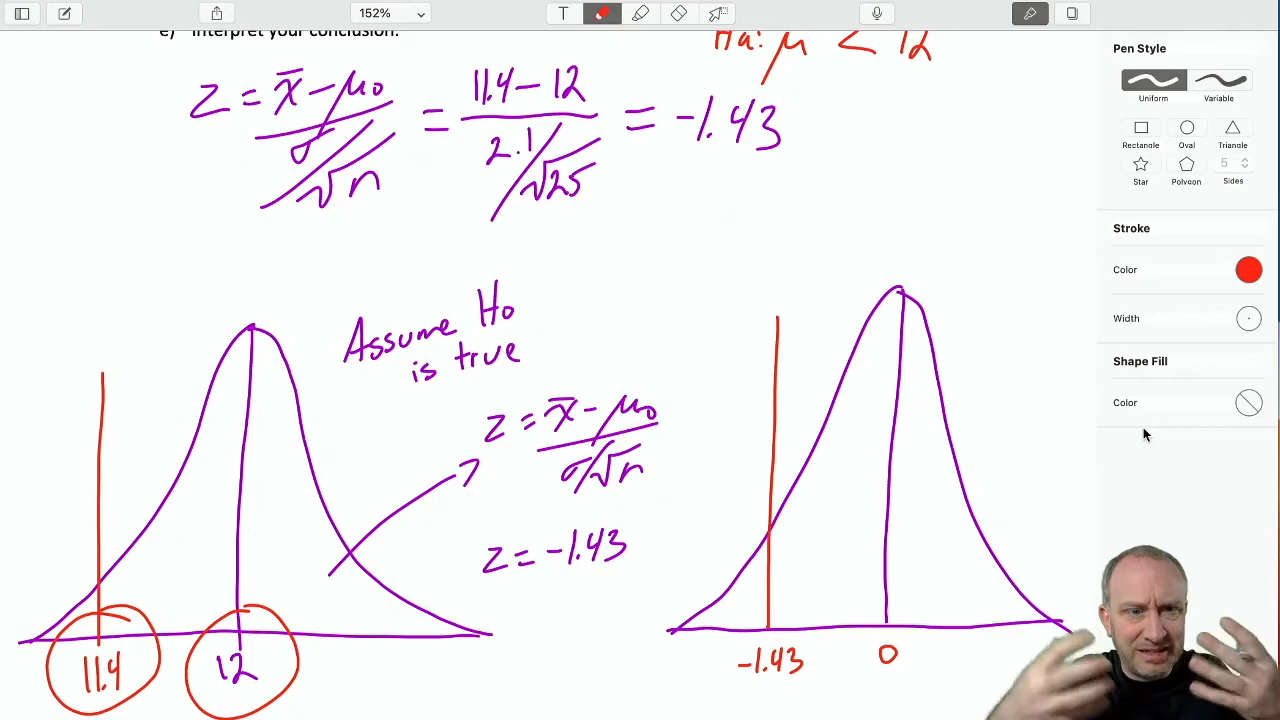 152%
T
e) Interpret your conclusion.
Ha: μ < 12
z = x̄ - μ₀ / σ/√n = 11.4 - 12 / 2.1/√25 = -1.43
Assume Ho
is true
z = x̄ - μ₀
σ/√n
z = -1.43
11.4
12
-1.43
0
Pen Style
Uniform
Variable
Rectangle
Oval
Triangle
Star
Polygon
5
Sides
Stroke
Color
Width
Shape Fill
Color